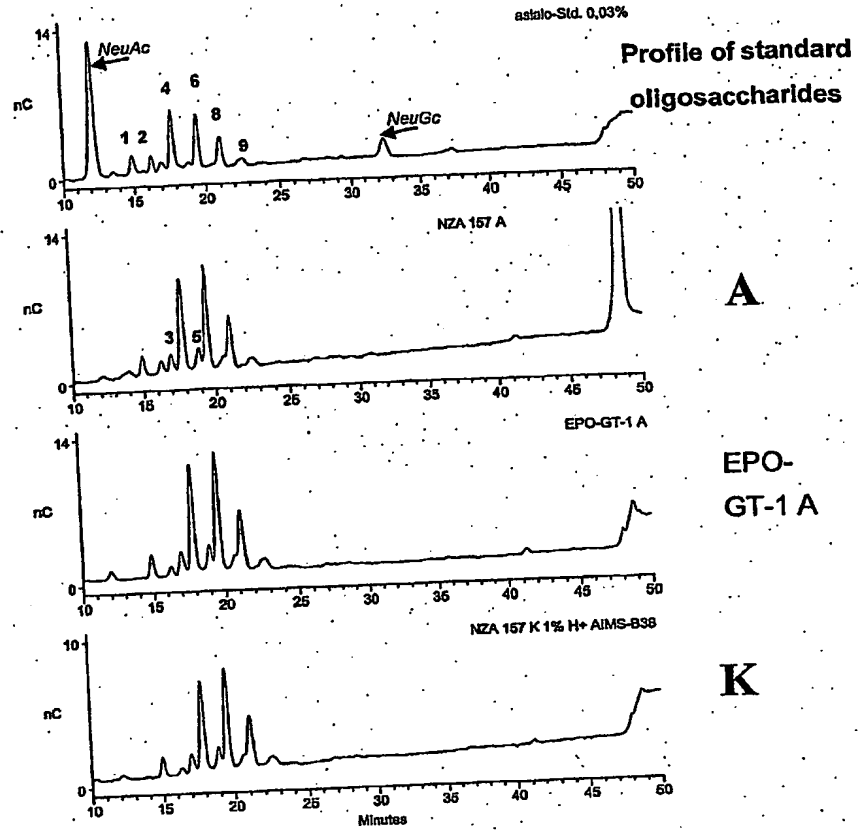 asialo-Std. 0,03%
Profile of standard
oligosaccharides
14
nC
0
NeuAc
1 2 4 6 8 9
NeuGc
10 15 20 25 30 35 40 45 50
NZA 157 A
A
14
nC
0
3 5
10 15 20 25 30 35 40 45 50
EPO-GT-1 A
EPO-
GT-1 A
14
nC
0
10 15 20 25 30 35 40 45 50
NZA 157 K 1% H+ AIMS-B38
K
10
nC
0
10 15 20 25 30 35 40 45 50
Minutes